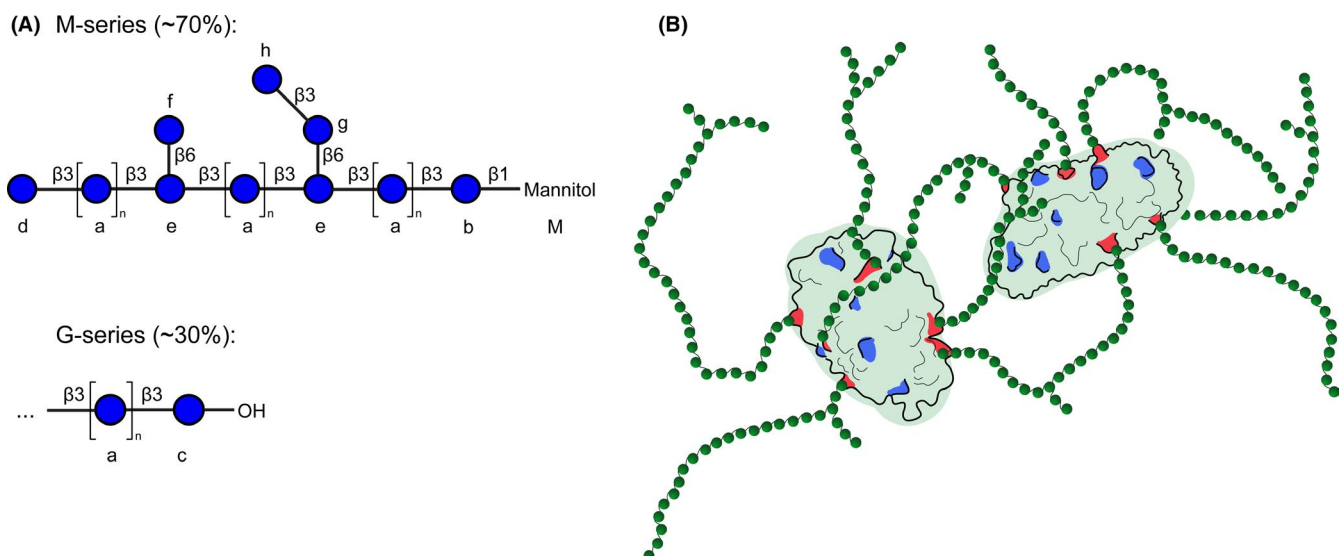 (A) M-series (~70%):
h
f β3 g
β6 β6
β3 β3 β3 β3 β3 β3 β1 Mannitol
n n n
d a e a e a b M
G-series (~30%):
... β3 β3 OH
n
a c
(B)